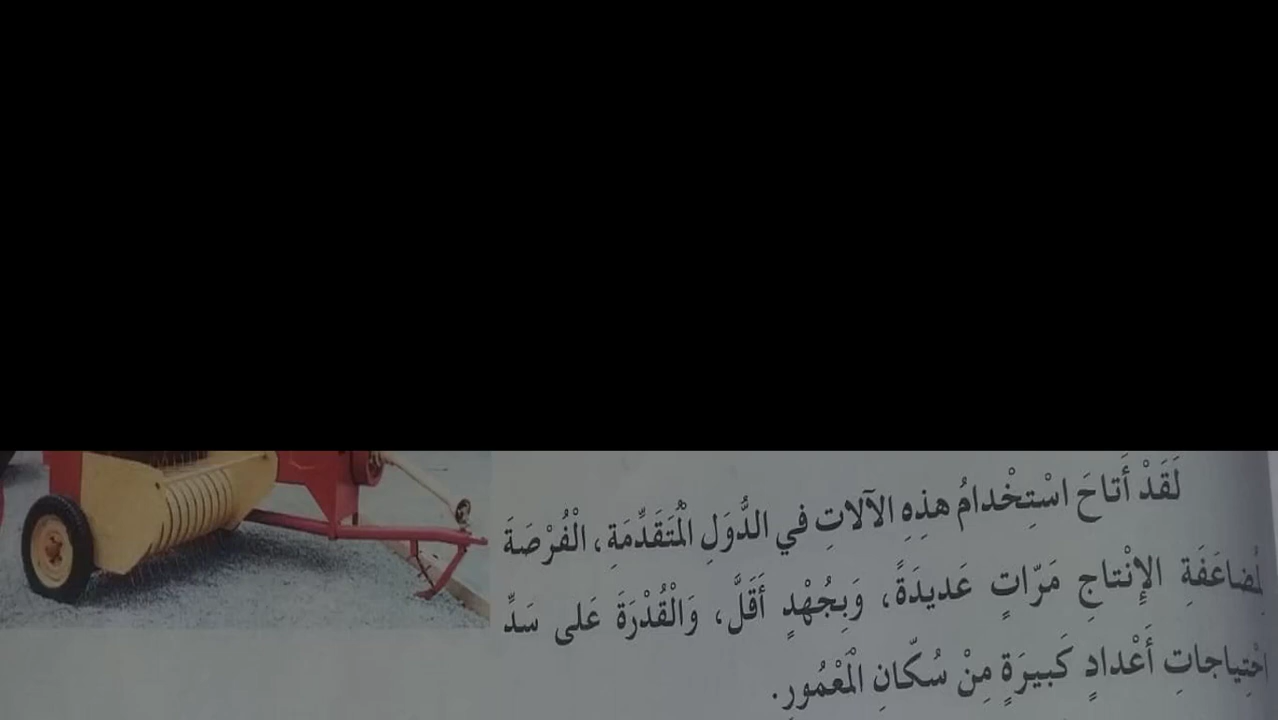 لَقَدْ أَتاحَ اسْتِخْدامُ هذِهِ الآلاتِ في الدُّوَلِ الْمُتَقَدِّمَةِ، الْفُرْصَةَ
لِمُضاعَفَةِ الإِنْتاجِ مَرّاتٍ عَديدَةً، وَبِجُهْدٍ أَقَلَّ، وَالْقُدْرَةَ عَلى سَدِّ
احْتِياجاتِ أَعْدادٍ كَبيرَةٍ مِنْ سُكّانِ الْمَعْمُورِ.